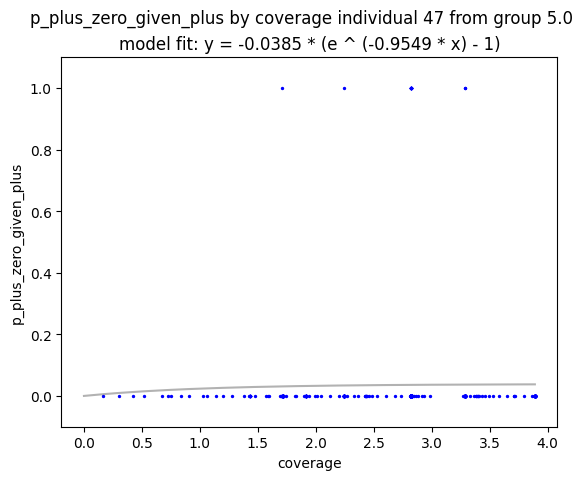 p_plus_zero_given_plus by coverage individual 47 from group 5.0
model fit: y = -0.0385 * (e ^ (-0.9549 * x) - 1)
p_plus_zero_given_plus
1.0
0.8
0.6
0.4
0.2
0.0
0.0 0.5 1.0 1.5 2.0 2.5 3.0 3.5 4.0
coverage